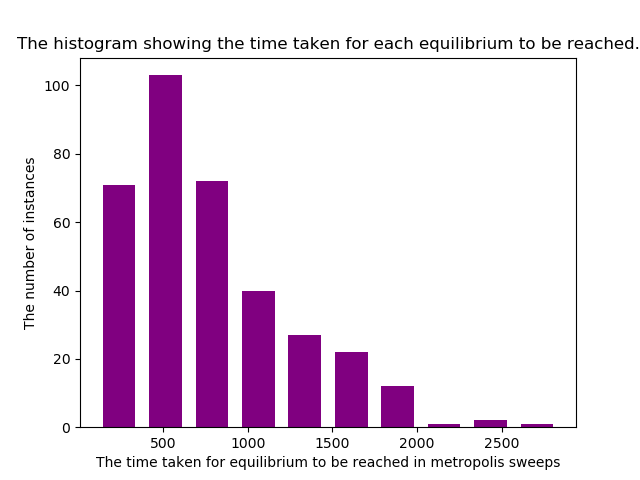 The histogram showing the time taken for each equilibrium to be reached.
The number of instances
100
80
60
40
20
0
500 1000 1500 2000 2500
The time taken for equilibrium to be reached in metropolis sweeps